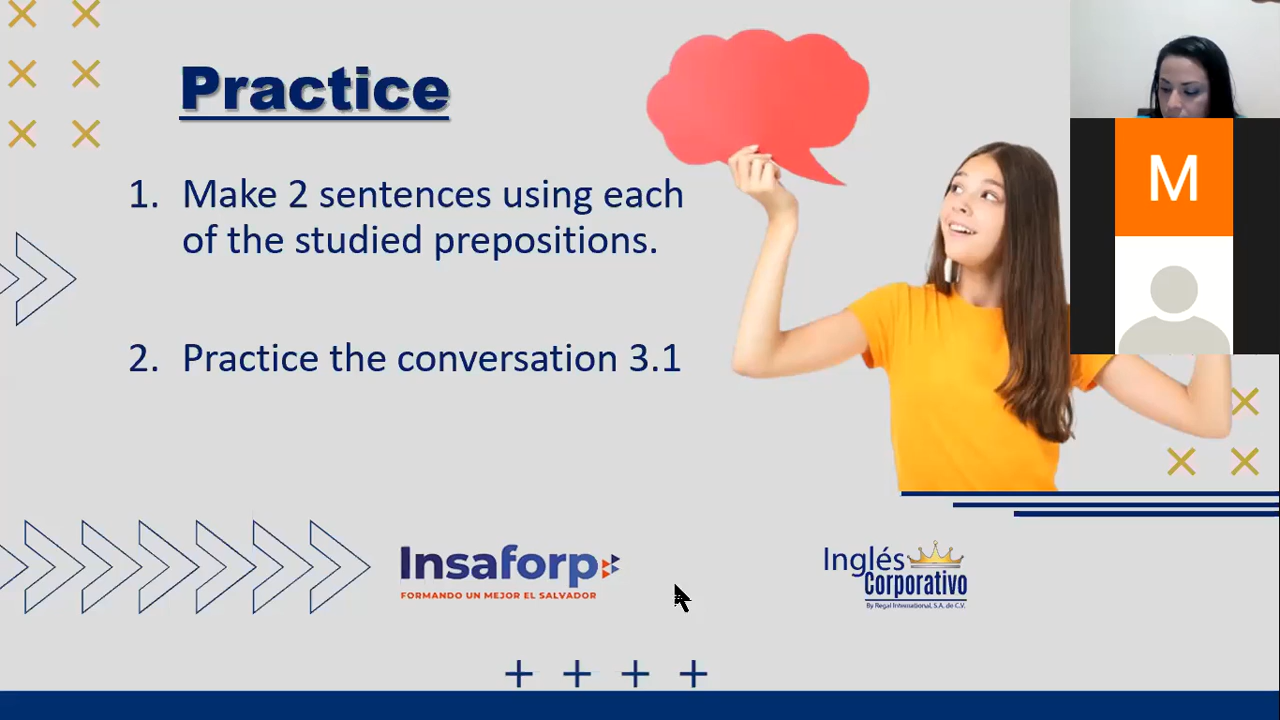 Practice
1. Make 2 sentences using each
of the studied prepositions.
2. Practice the conversation 3.1
M
Insaforp
FORMANDO UN MEJOR EL SALVADOR
Inglés
Corporativo
By Regal International, S.A. de C.V.